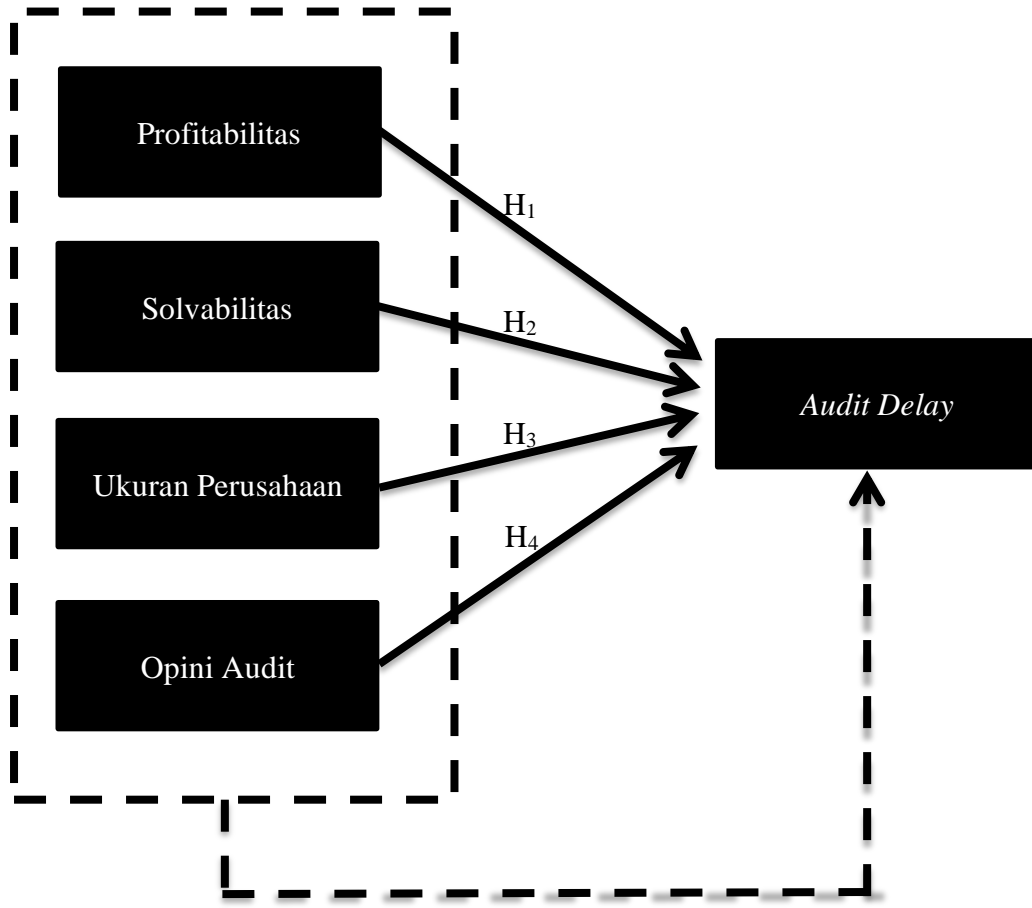 Profitabilitas
H₁
Solvabilitas
H₂
Audit Delay
Ukuran Perusahaan
H₃
H₄
Opini Audit